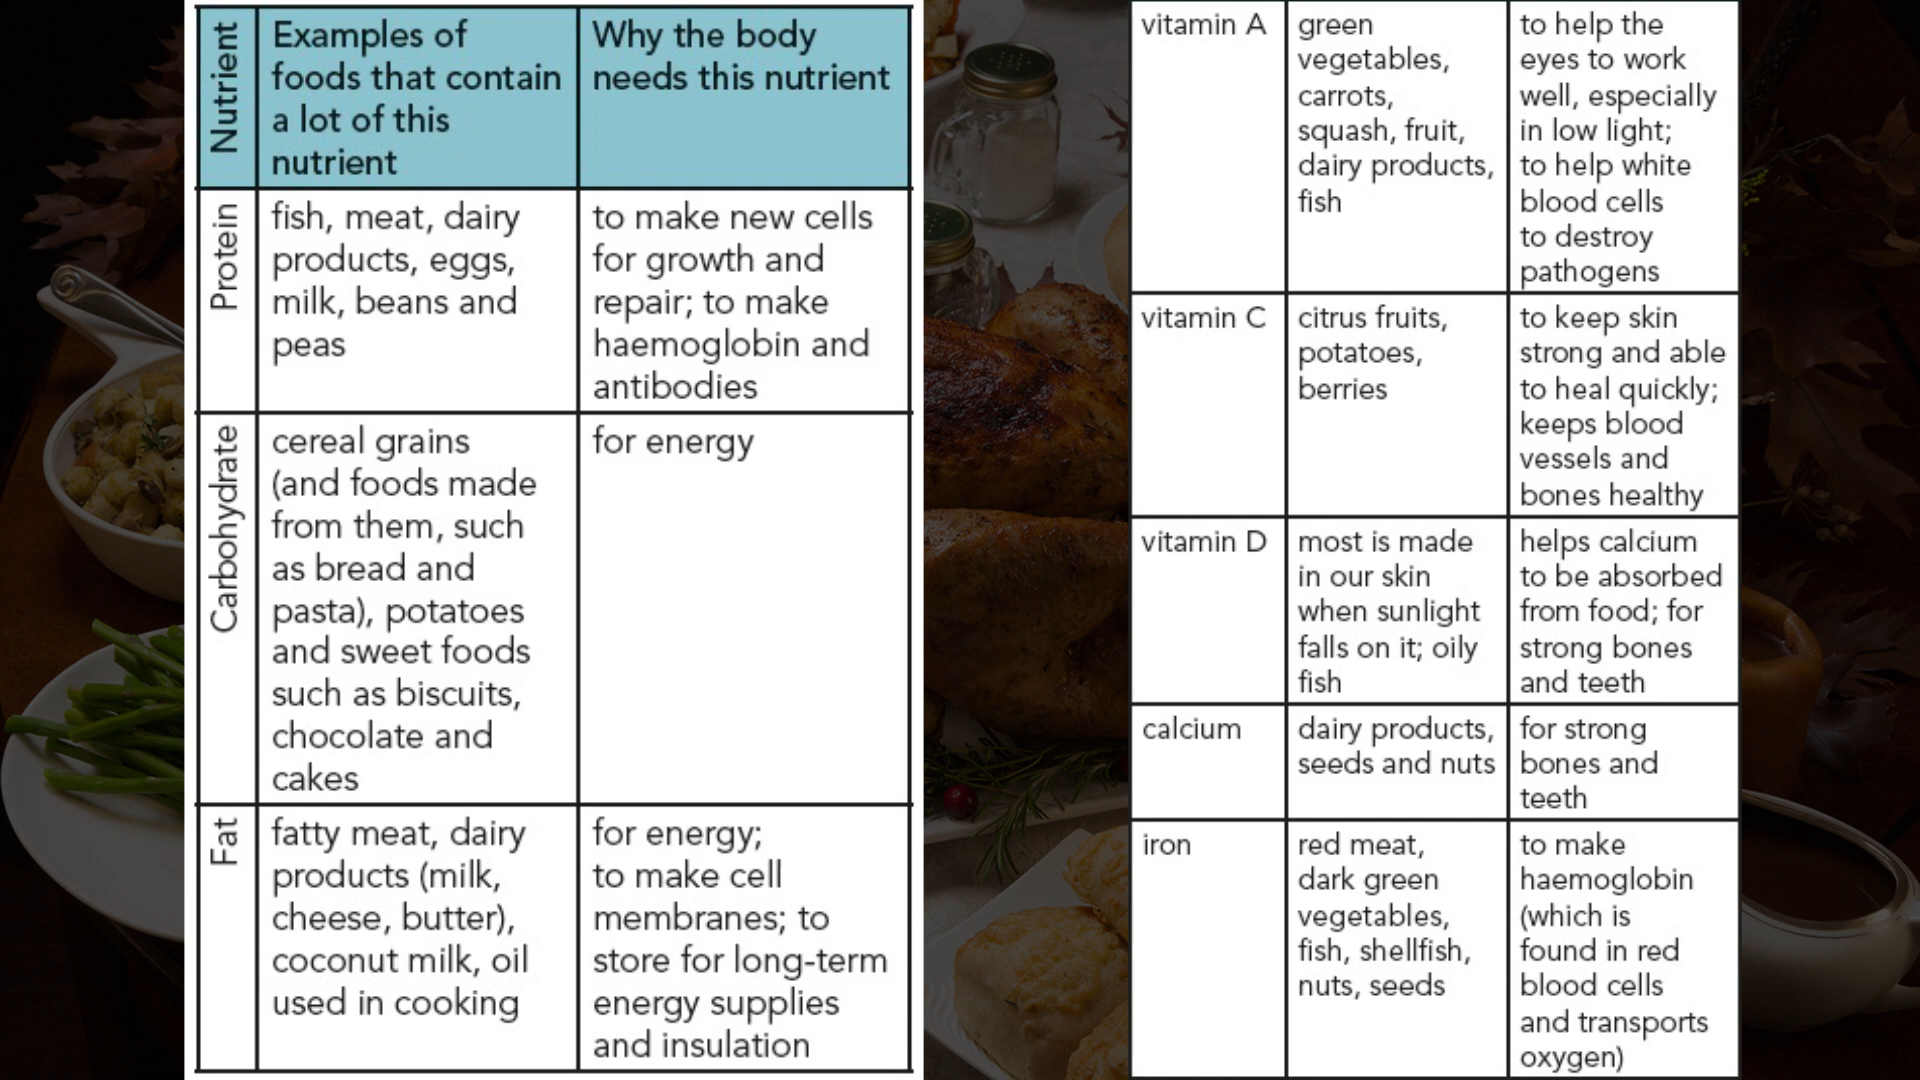 Nutrient
Examples of
foods that contain
a lot of this
nutrient
Why the body
needs this nutrient
Protein
fish, meat, dairy
products, eggs,
milk, beans and
peas
to make new cells
for growth and
repair; to make
haemoglobin and
antibodies
Carbohydrate
cereal grains
(and foods made
from them, such
as bread and
pasta), potatoes
and sweet foods
such as biscuits,
chocolate and
cakes
for energy
Fat
fatty meat, dairy
products (milk,
cheese, butter),
coconut milk, oil
used in cooking
for energy;
to make cell
membranes; to
store for long-term
energy supplies
and insulation
vitamin A
green
vegetables,
carrots,
squash, fruit,
dairy products,
fish
to help the
eyes to work
well, especially
in low light;
to help white
blood cells
to destroy
pathogens
vitamin C
citrus fruits,
potatoes,
berries
to keep skin
strong and able
to heal quickly;
keeps blood
vessels and
bones healthy
vitamin D
most is made
in our skin
when sunlight
falls on it; oily
fish
helps calcium
to be absorbed
from food; for
strong bones
and teeth
calcium
dairy products,
seeds and nuts
for strong
bones and
teeth
iron
red meat,
dark green
vegetables,
fish, shellfish,
nuts, seeds
to make
haemoglobin
(which is
found in red
blood cells
and transports
oxygen)